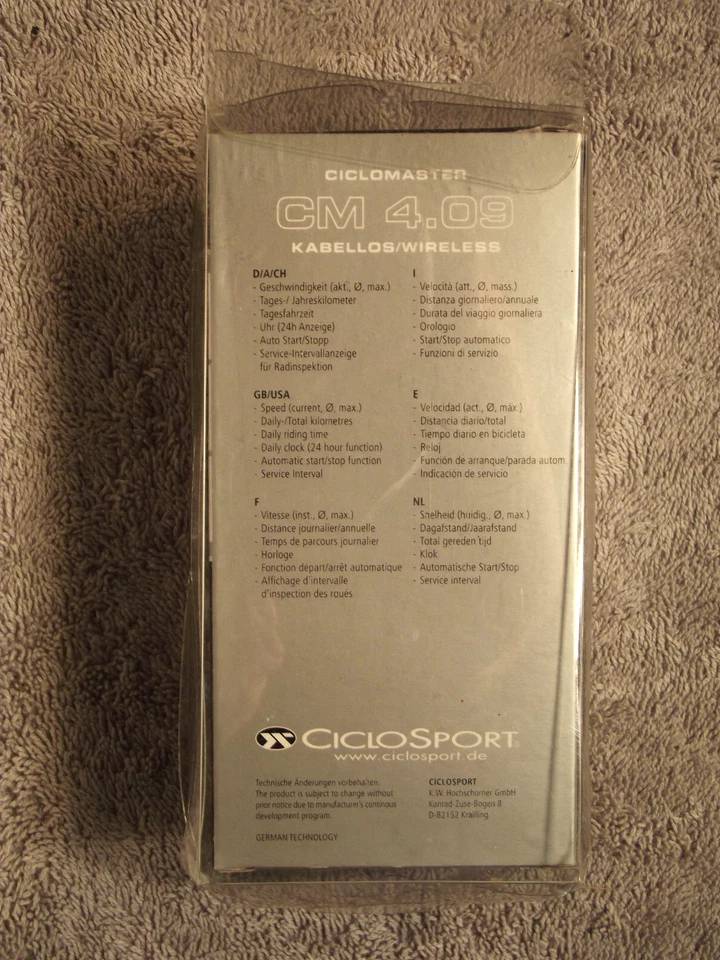 CICLOMASTER
CM 4.09
KABELLOS/WIRELESS
D/A/CH
- Geschwindigkeit (akt., Ø, max.)
- Tages-/ Jahreskilometer
- Tagesfahrzeit
- Uhr (24h Anzeige)
- Auto Start/Stopp
- Service-Intervallanzeige
für Radinspektion
I
- Velocità (att., Ø, mass.)
- Distanza giornaliero/annuale
- Durata del viaggio giornaliera
- Orologio
- Start/Stop automatico
- Funzioni di servizio
GB/USA
- Speed (current, Ø, max.)
- Daily-/Total kilometres
- Daily riding time
- Daily clock (24 hour function)
- Automatic start/stop function
- Service Interval
E
- Velocidad (act., Ø, máx.)
- Distancia diario/total
- Tiempo diario en bicicleta
- Reloj
- Función de arranque/parada autom.
- Indicación de servicio
F
- Vitesse (inst., Ø, max.)
- Distance journalier/annuelle
- Temps de parcours journalier
- Horloge
- Fonction départ/arrêt automatique
- Affichage d'intervalle
d'inspection des roues
NL
- Snelheid (huidig., Ø, max.)
- Dagafstand/Jaarafstand
- Total gereden tijd
- Klok
- Automatische Start/Stop
- Service interval
CICLOSPORT
www.ciclosport.de
Technische Änderungen vorbehalten.
The product is subject to change without
prior notice due to manufacturer's continous
development program.
GERMAN TECHNOLOGY
CICLOSPORT
K.W. Hochschorner GmbH
Konrad-Zuse-Bogen 8
D-82152 Krailling